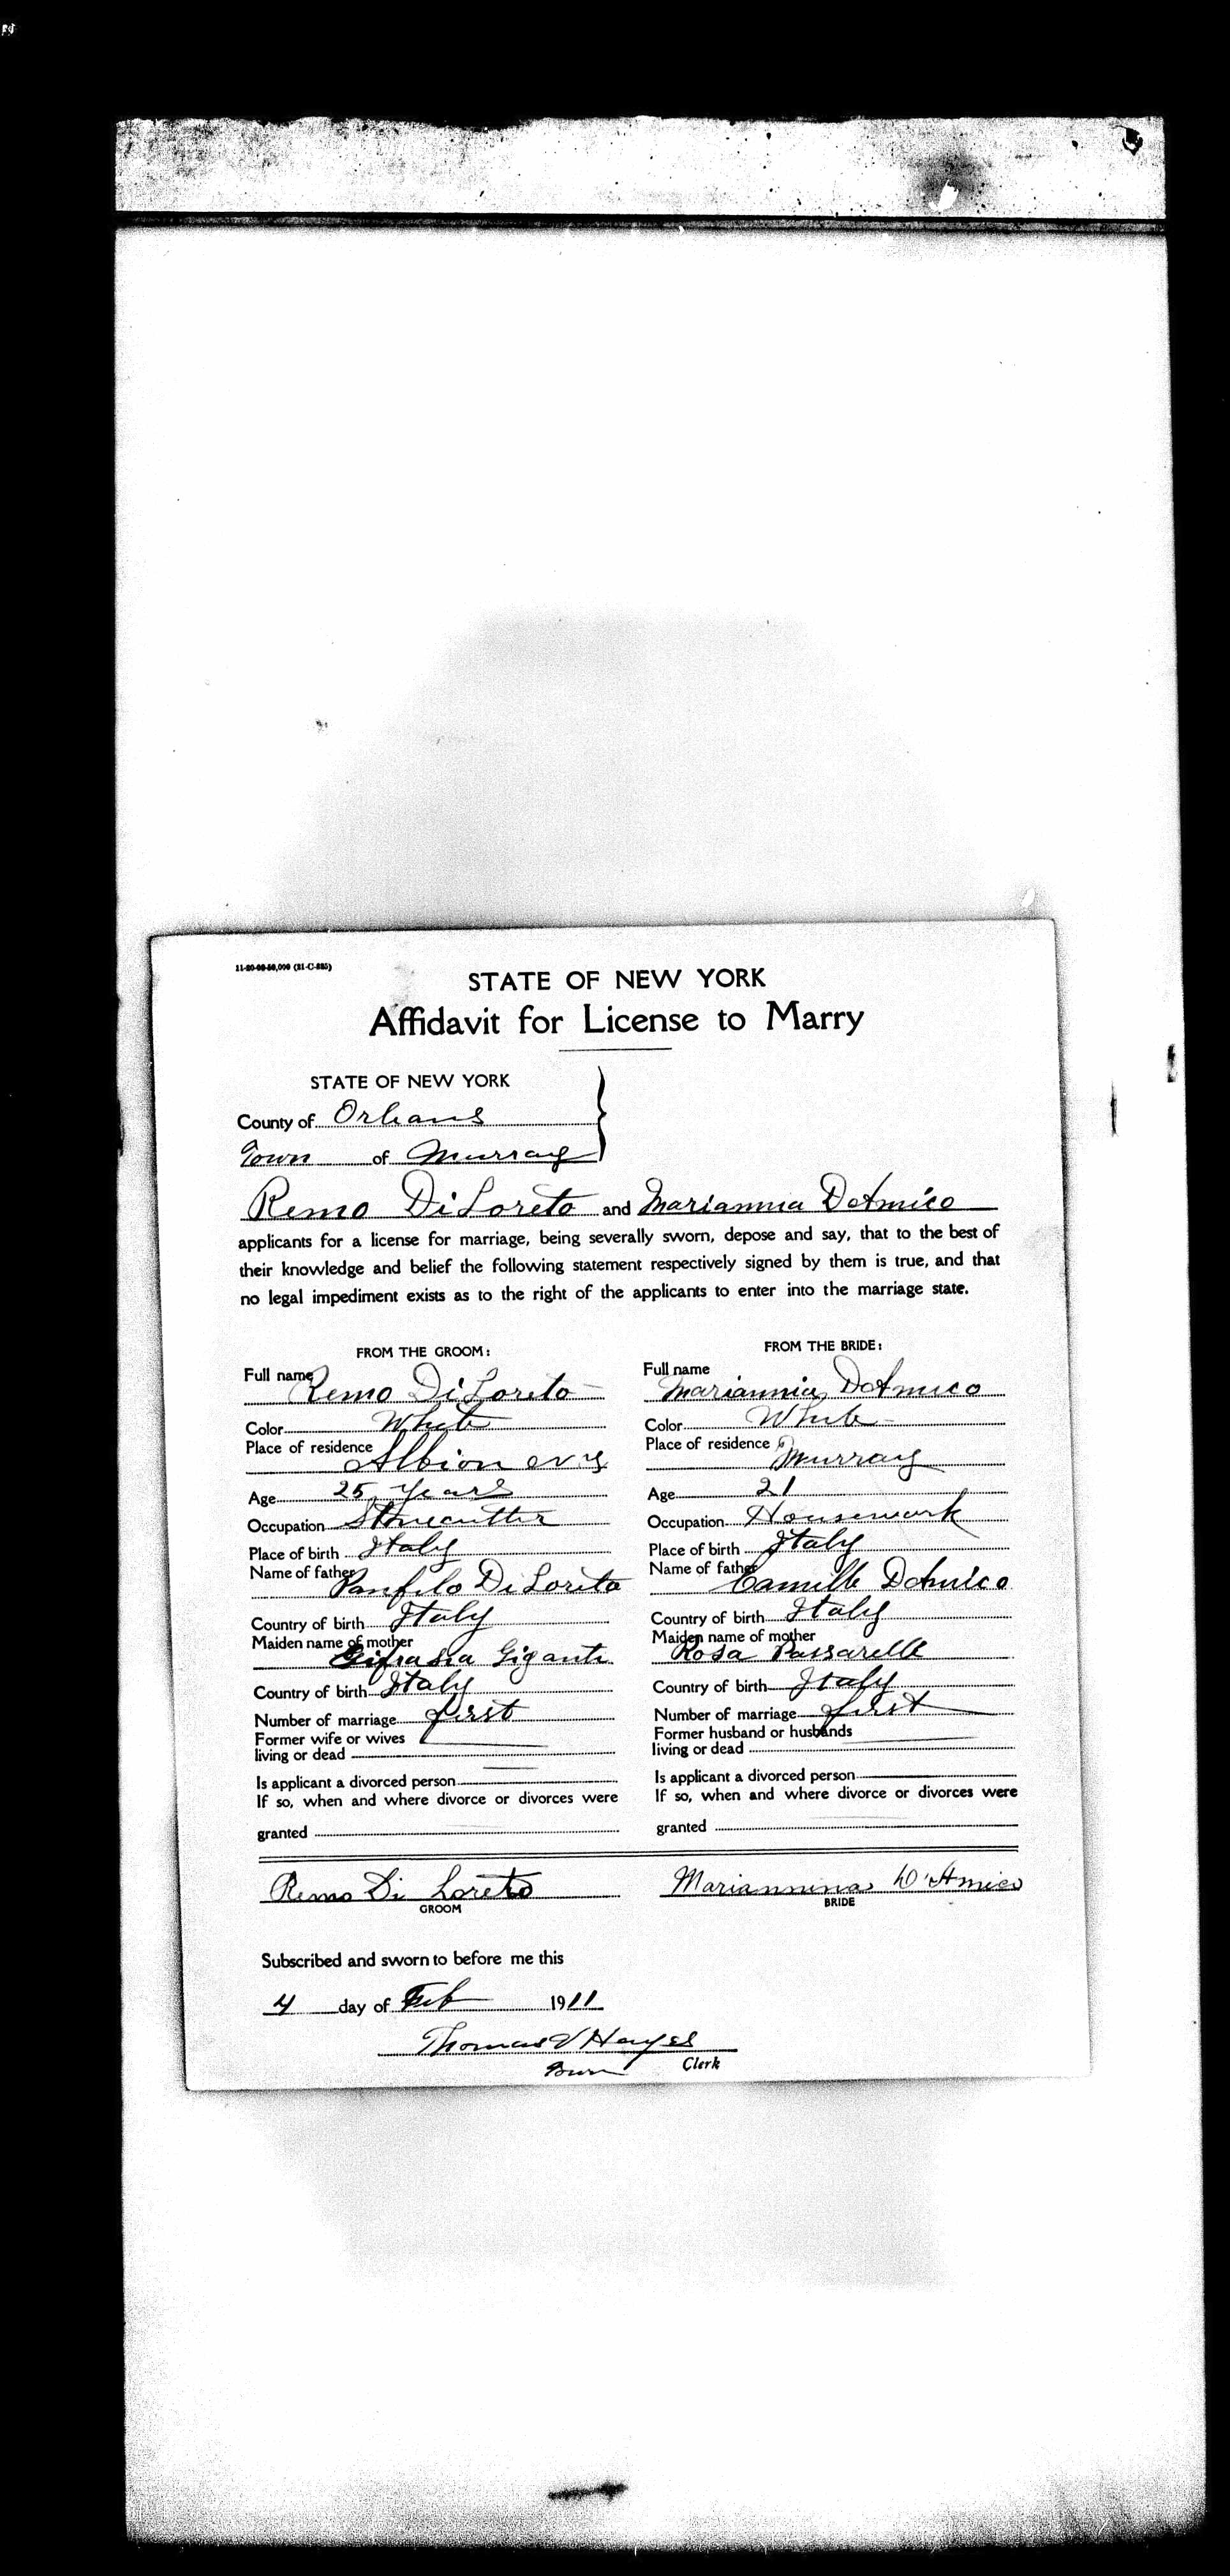 STATE OF NEW YORK
Affidavit for License to Marry
STATE OF NEW YORK
County of Orleans
Town of Murray
Remo DiLoreto and Mariannia DAmico
applicants for a license for marriage, being severally sworn, depose and say, that to the best of
their knowledge and belief the following statement respectively signed by them is true, and that
no legal impediment exists as to the right of the applicants to enter into the marriage state.
FROM THE GROOM:
Full name Remo DiLoreto
Color White
Place of residence Albion N Y
Age 25 Years
Occupation Stonecutter
Place of birth Italy
Name of father Panfilo DiLoreto
Country of birth Italy
Maiden name of mother Giganti
Country of birth Italy
Number of marriage first
Former wife or wives
living or dead
Is applicant a divorced person
If so, when and where divorce or divorces were
granted
FROM THE BRIDE:
Full name Mariannia DAmico
Color White
Place of residence Murray
Age 21
Occupation Housework
Place of birth Italy
Name of father Camille DAmico
Country of birth Italy
Maiden name of mother Rosa Passarelle
Country of birth Italy
Number of marriage first
Former husband or husbands
living or dead
Is applicant a divorced person
If so, when and where divorce or divorces were
granted
Remo Di Loreto
GROOM
Mariannina D'Amico
BRIDE
Subscribed and sworn to before me this
4 day of Feb 1911
Thomas V Hayes
Town Clerk